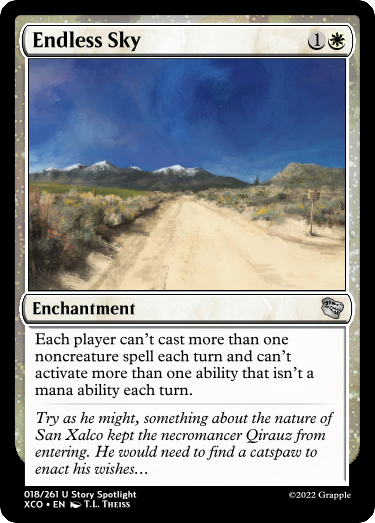 Endless Sky 1
Enchantment
Each player can't cast more than one
noncreature spell each turn and can't
activate more than one ability that isn't a
mana ability each turn.
Try as he might, something about the nature of
San Xalco kept the necromancer Qirauz from
entering. He would need to find a catspaw to
enact his wishes…
018/261 U Story Spotlight
XCO • EN T.L. Theiss
©2022 Grapple